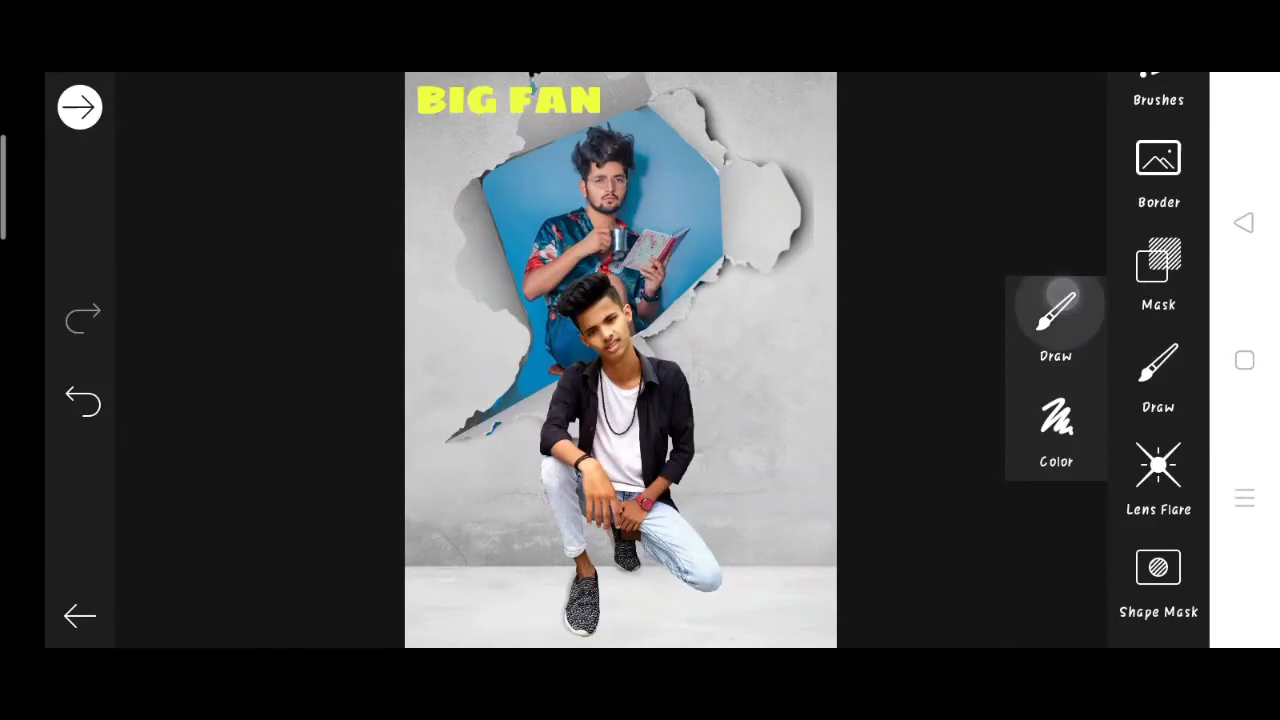 BIG FAN
Brushes
Border
Mask
Draw
Color
Draw
Lens Flare
Shape Mask